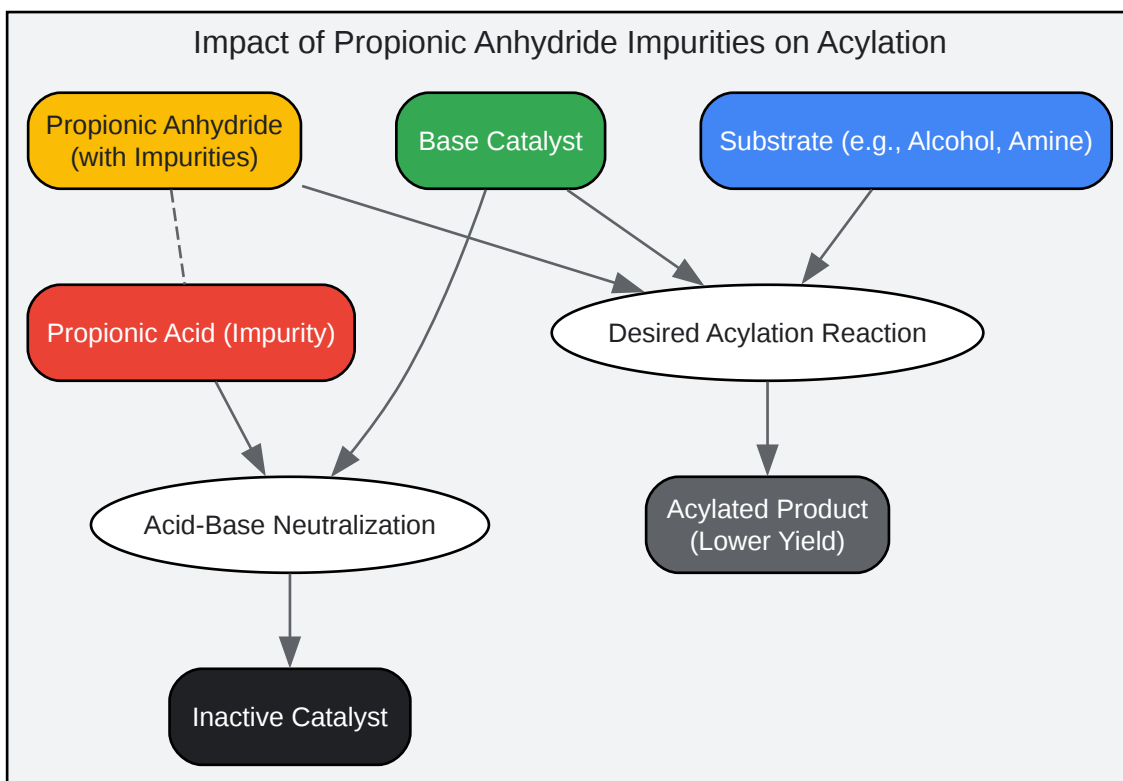 Impact of Propionic Anhydride Impurities on Acylation
Propionic Anhydride
(with Impurities)
Base Catalyst
Substrate (e.g., Alcohol, Amine)
Propionic Acid (Impurity)
Desired Acylation Reaction
Acid-Base Neutralization
Acylated Product
(Lower Yield)
Inactive Catalyst